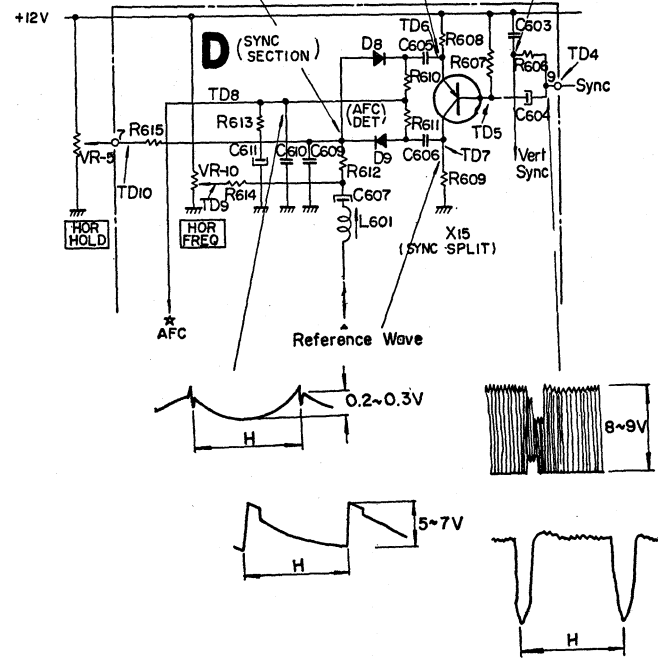 +12V
TD6
C603
D (SYNC SECTION)
D8
C605
R608
R607
R606
TD4
9
Sync
TD8
R610
(AFC) DET)
R613
R611
TD5
C604
7
R615
VR-5
C611
C610
C609
D9
C606
TD7
Vert Sync
VR-10
R612
TD10
TD9
R614
C607
R609
HOR HOLD
HOR FREQ
L601
X15
(SYNC SPLIT)
AFC
Reference Wave
0.2~0.3V
H
8~9V
5~7V
H
H